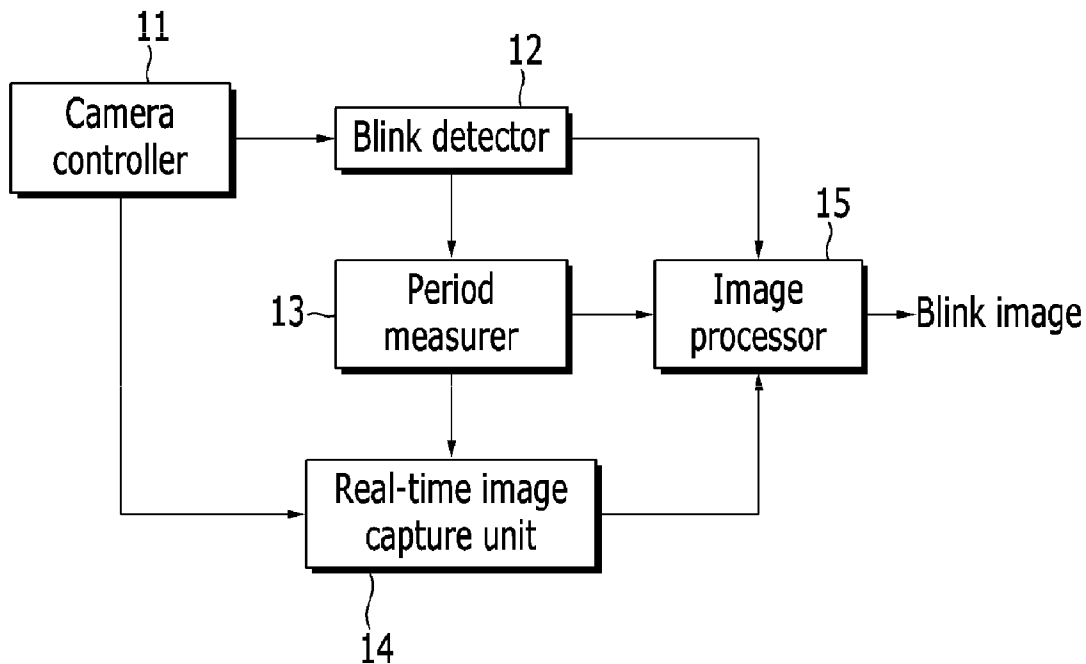 11
Camera
controller
12
Blink detector
13
Period
measurer
15
Image
processor
Blink image
Real-time image
capture unit
14